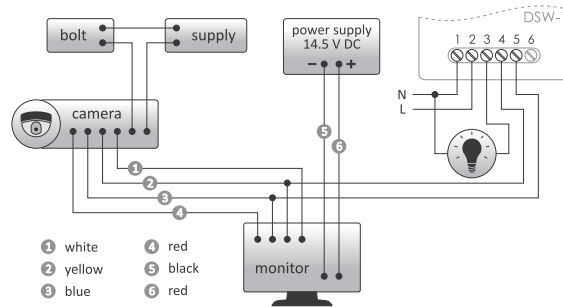 DSW-
bolt
supply
power supply
14.5 V DC
– +
1 2 3 4 5 6
N
L
camera
1
2
3
4
5
6
1 white
2 yellow
3 blue
4 red
5 black
6 red
monitor